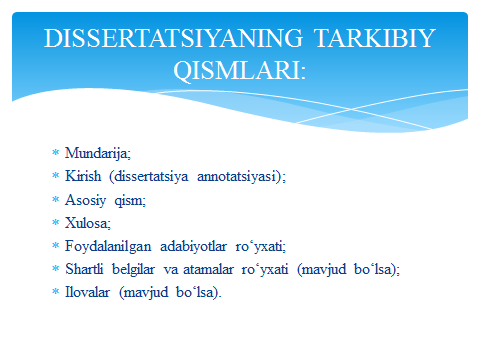 DISSERTATSIYANING TARKIBIY
QISMLARI:
* Mundarija;
* Kirish (dissertatsiya annotatsiyasi);
* Asosiy qism;
* Xulosa;
* Foydalanilgan adabiyotlar ro‘yxati;
* Shartli belgilar va atamalar ro‘yxati (mavjud bo‘lsa);
* Ilovalar (mavjud bo‘lsa).